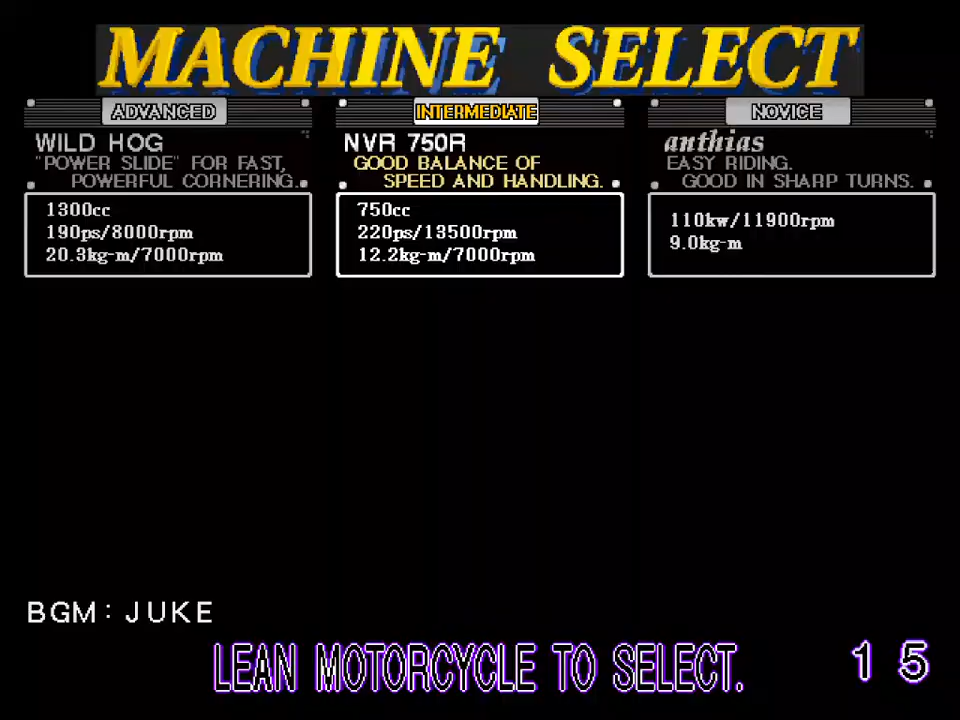 MACHINE SELECT
ADVANCED
WILD HOG
"POWER SLIDE" FOR FAST,
POWERFUL CORNERING.
1300cc
190ps/8000rpm
20.3kg-m/7000rpm
INTERMEDIATE
NVR 750R
GOOD BALANCE OF
SPEED AND HANDLING.
750cc
220ps/13500rpm
12.2kg-m/7000rpm
NOVICE
anthias
EASY RIDING.
GOOD IN SHARP TURNS.
110kw/11900rpm
9.0kg-m
BGM: JUKE
LEAN MOTORCYCLE TO SELECT.
15